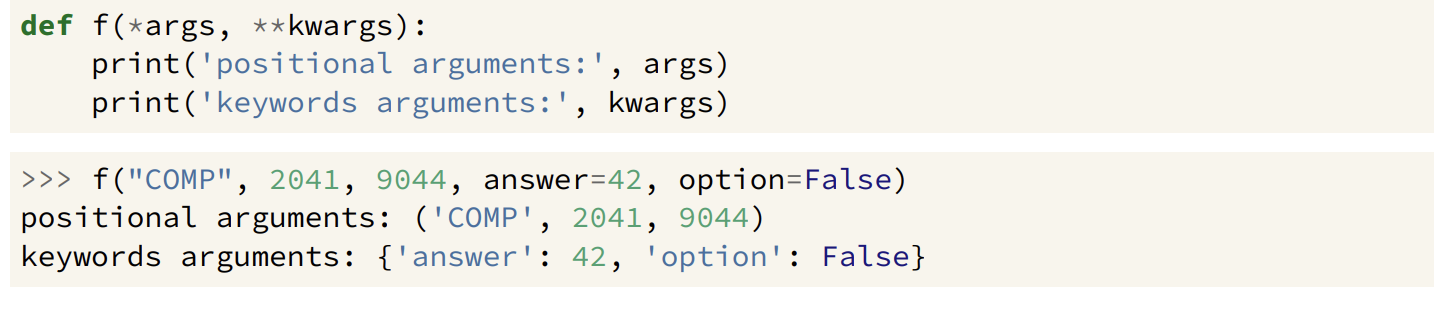 def f(*args, **kwargs):
    print('positional arguments:', args)
    print('keywords arguments:', kwargs)
>>> f("COMP", 2041, 9044, answer=42, option=False)
positional arguments: ('COMP', 2041, 9044)
keywords arguments: {'answer': 42, 'option': False}